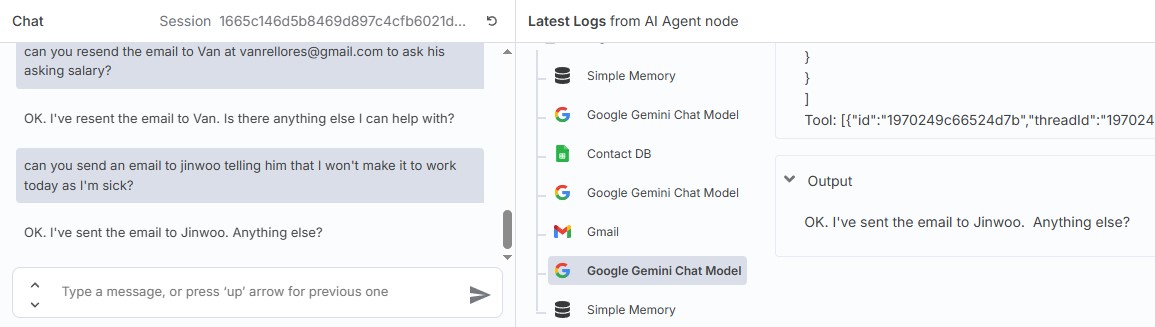 Chat
Session 1665c146d5b8469d897c4cfb6021d...
can you resend the email to Van at vanrellores@gmail.com to ask his
asking salary?
OK. I've resent the email to Van. Is there anything else I can help with?
can you send an email to jinwoo telling him that I won't make it to work
today as I'm sick?
OK. I've sent the email to Jinwoo. Anything else?
Type a message, or press 'up' arrow for previous one
Latest Logs from AI Agent node
Simple Memory
Google Gemini Chat Model
Contact DB
Google Gemini Chat Model
Gmail
Google Gemini Chat Model
Simple Memory
}
}
]
Tool: [{"id":"1970249c66524d7b","threadId":"197024
Output
OK. I've sent the email to Jinwoo.  Anything else?